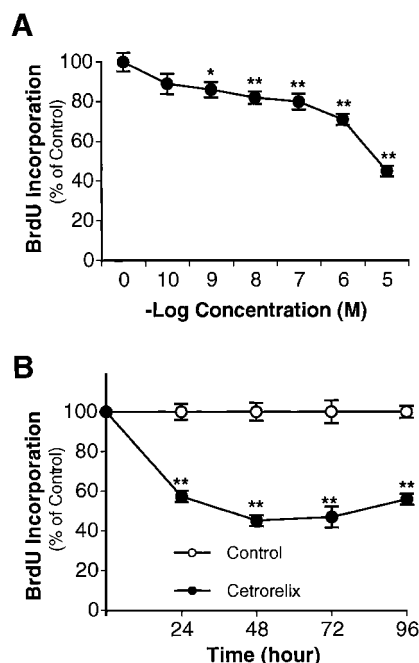 A
BrdU Incorporation
(% of Control)
100
80
60
40
20
0
*
**
**
**
**
0 10 9 8 7 6 5
-Log Concentration (M)
B
BrdU Incorporation
(% of Control)
100
80
60
40
20
0
**
**
**
**
Control
Cetrorelix
24 48 72 96
Time (hour)